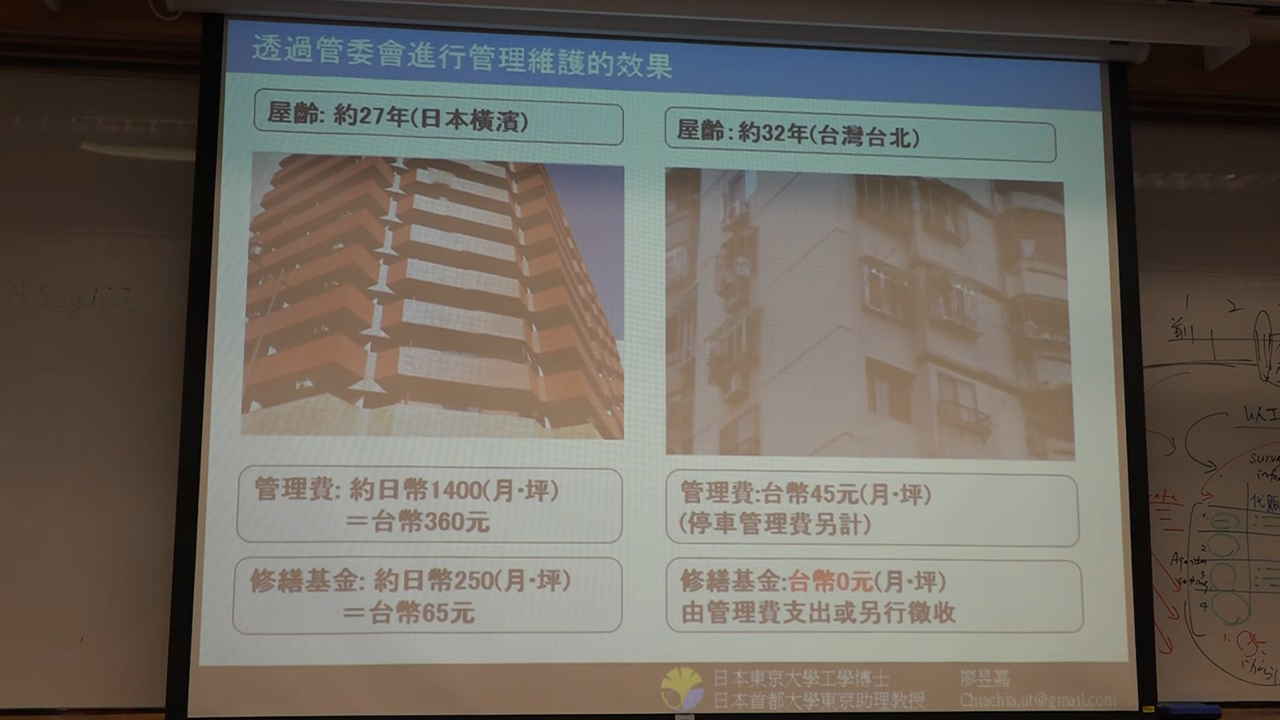 透過管委會進行管理維護的效果
屋齡: 約27年(日本橫濱)
屋齡:約32年(台灣台北)
管理費: 約日幣1400(月·坪)
＝台幣360元
管理費:台幣45元(月·坪)
(停車管理費另計)
修繕基金: 約日幣250(月·坪)
＝台幣65元
修繕基金:台幣0元(月·坪)
由管理費支出或另行徵收
日本東京大學工學博士
廖昱嘉
日本首都大學東京助理教授
Chiachia.ut@gmail.com
1
2